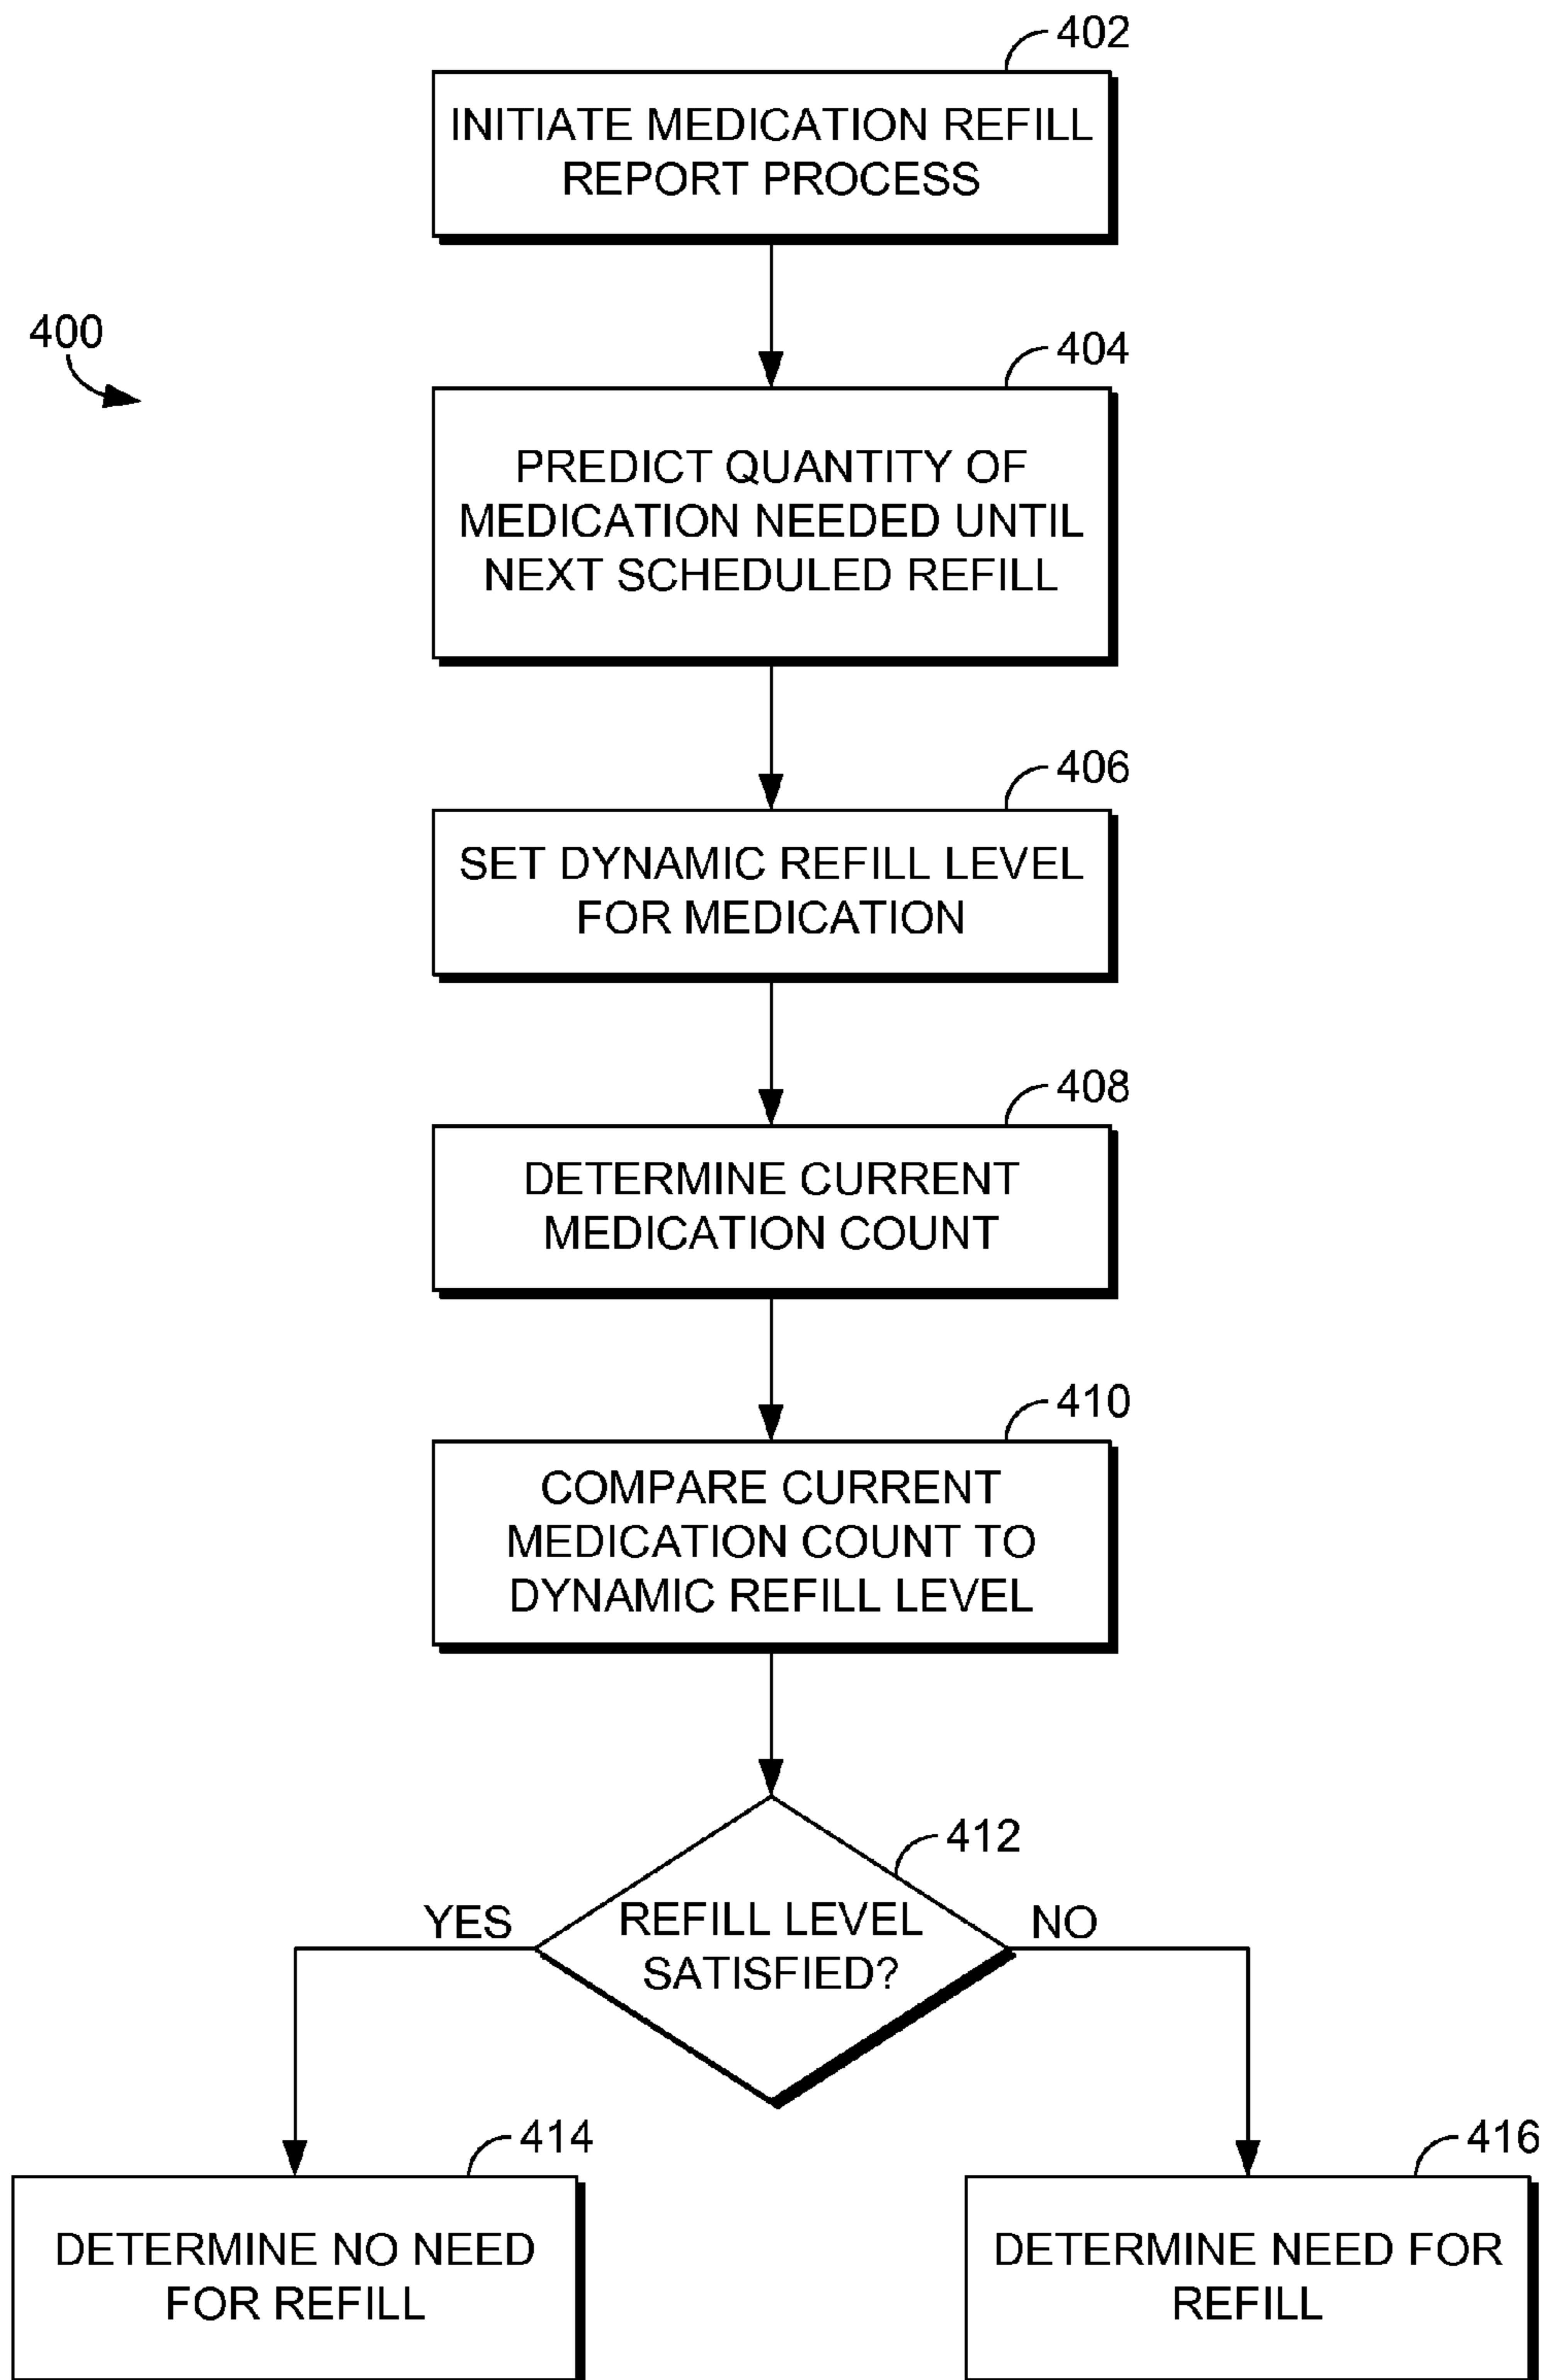 402
INITIATE MEDICATION REFILL
REPORT PROCESS
400
404
PREDICT QUANTITY OF
MEDICATION NEEDED UNTIL
NEXT SCHEDULED REFILL
406
SET DYNAMIC REFILL LEVEL
FOR MEDICATION
408
DETERMINE CURRENT
MEDICATION COUNT
410
COMPARE CURRENT
MEDICATION COUNT TO
DYNAMIC REFILL LEVEL
412
YES
REFILL LEVEL
SATISFIED?
NO
414
DETERMINE NO NEED
FOR REFILL
416
DETERMINE NEED FOR
REFILL